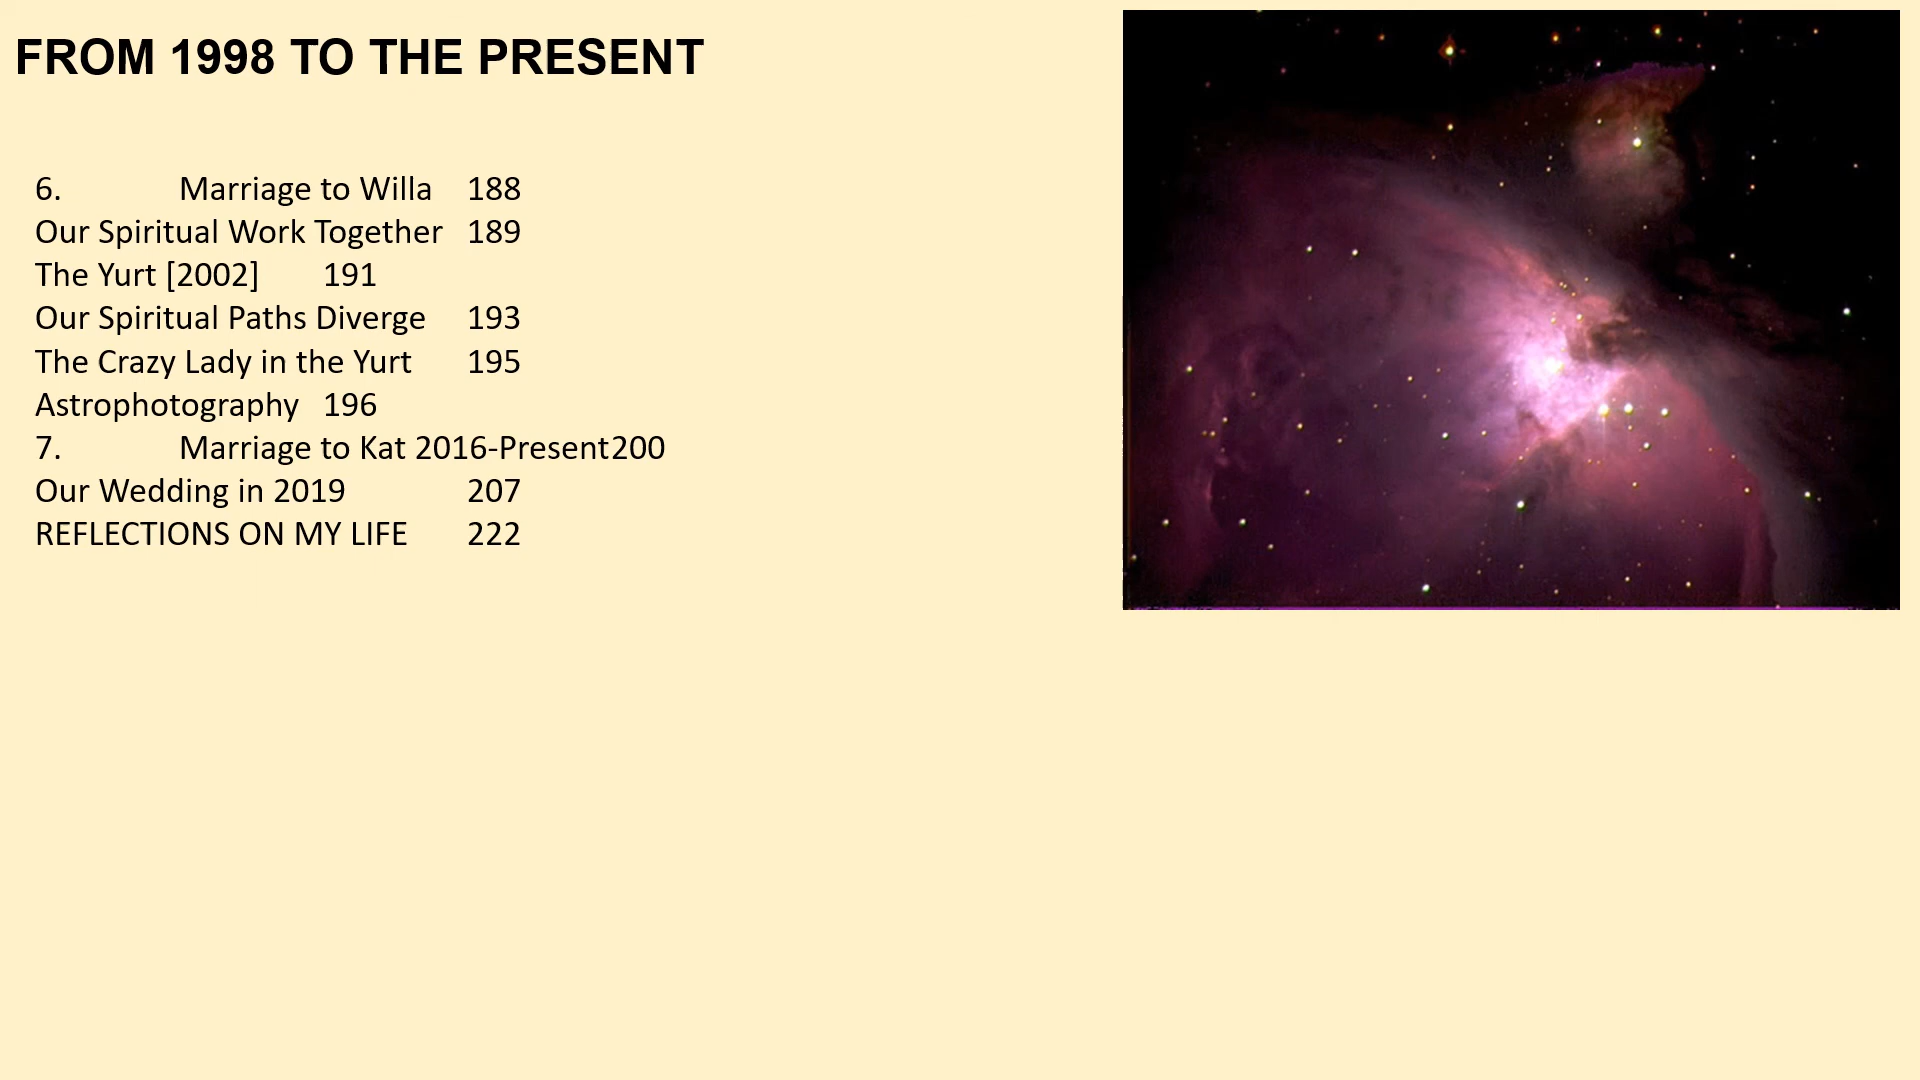 FROM 1998 TO THE PRESENT
6. Marriage to Willa 188
Our Spiritual Work Together 189
The Yurt [2002] 191
Our Spiritual Paths Diverge 193
The Crazy Lady in the Yurt 195
Astrophotography 196
7. Marriage to Kat 2016-Present200
Our Wedding in 2019 207
REFLECTIONS ON MY LIFE 222